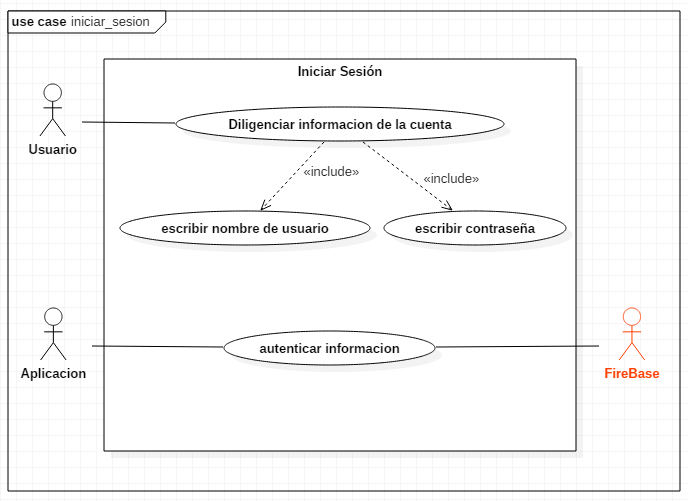 use case iniciar_sesion
Iniciar Sesión
Usuario
Diligenciar informacion de la cuenta
«include»
«include»
escribir nombre de usuario
escribir contraseña
Aplicacion
autenticar informacion
FireBase